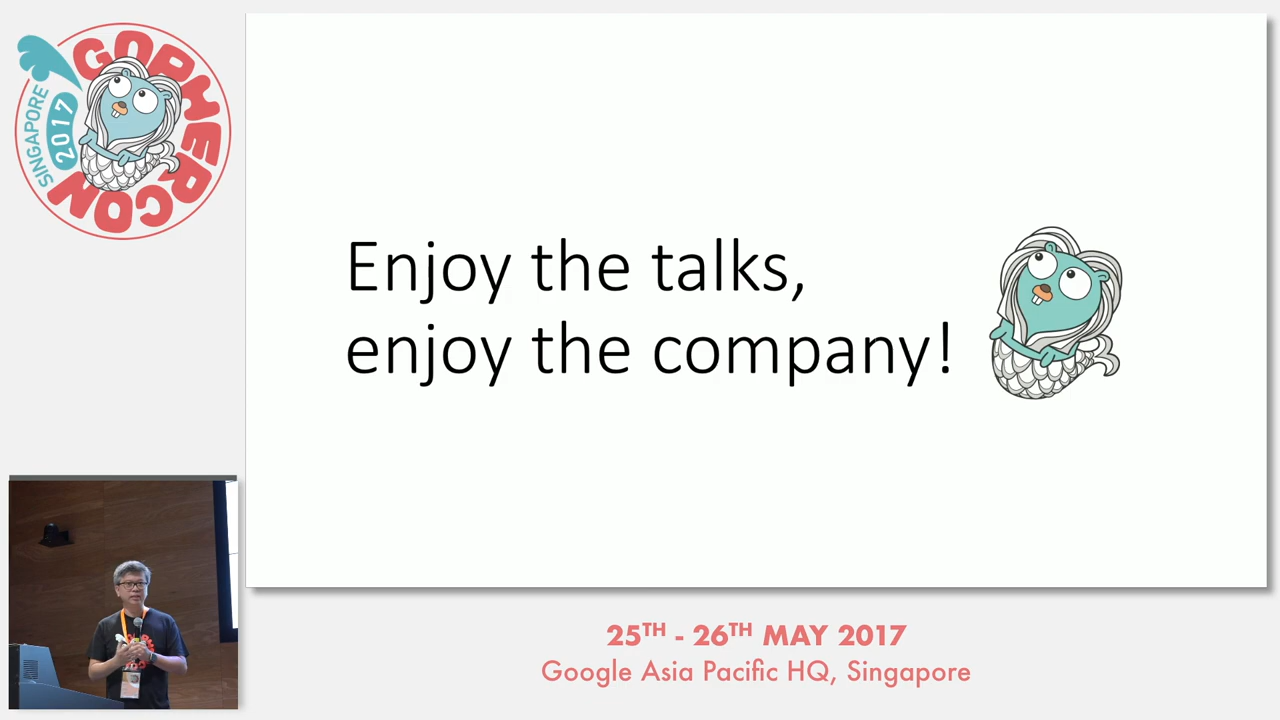 GOPHERCON
SINGAPORE
2017
Enjoy the talks,
enjoy the company!
25TH - 26TH MAY 2017
Google Asia Pacific HQ, Singapore